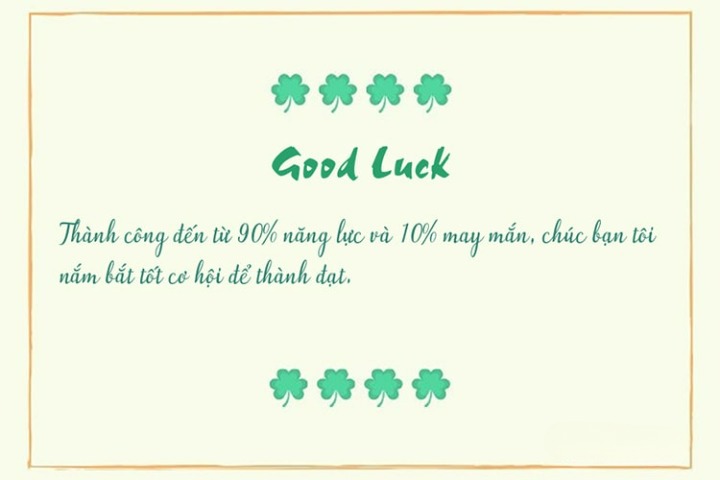 Good Luck
Thành công đến từ 90% năng lực và 10% may mắn, chúc bạn tôi
nắm bắt tốt cơ hội để thành đạt.